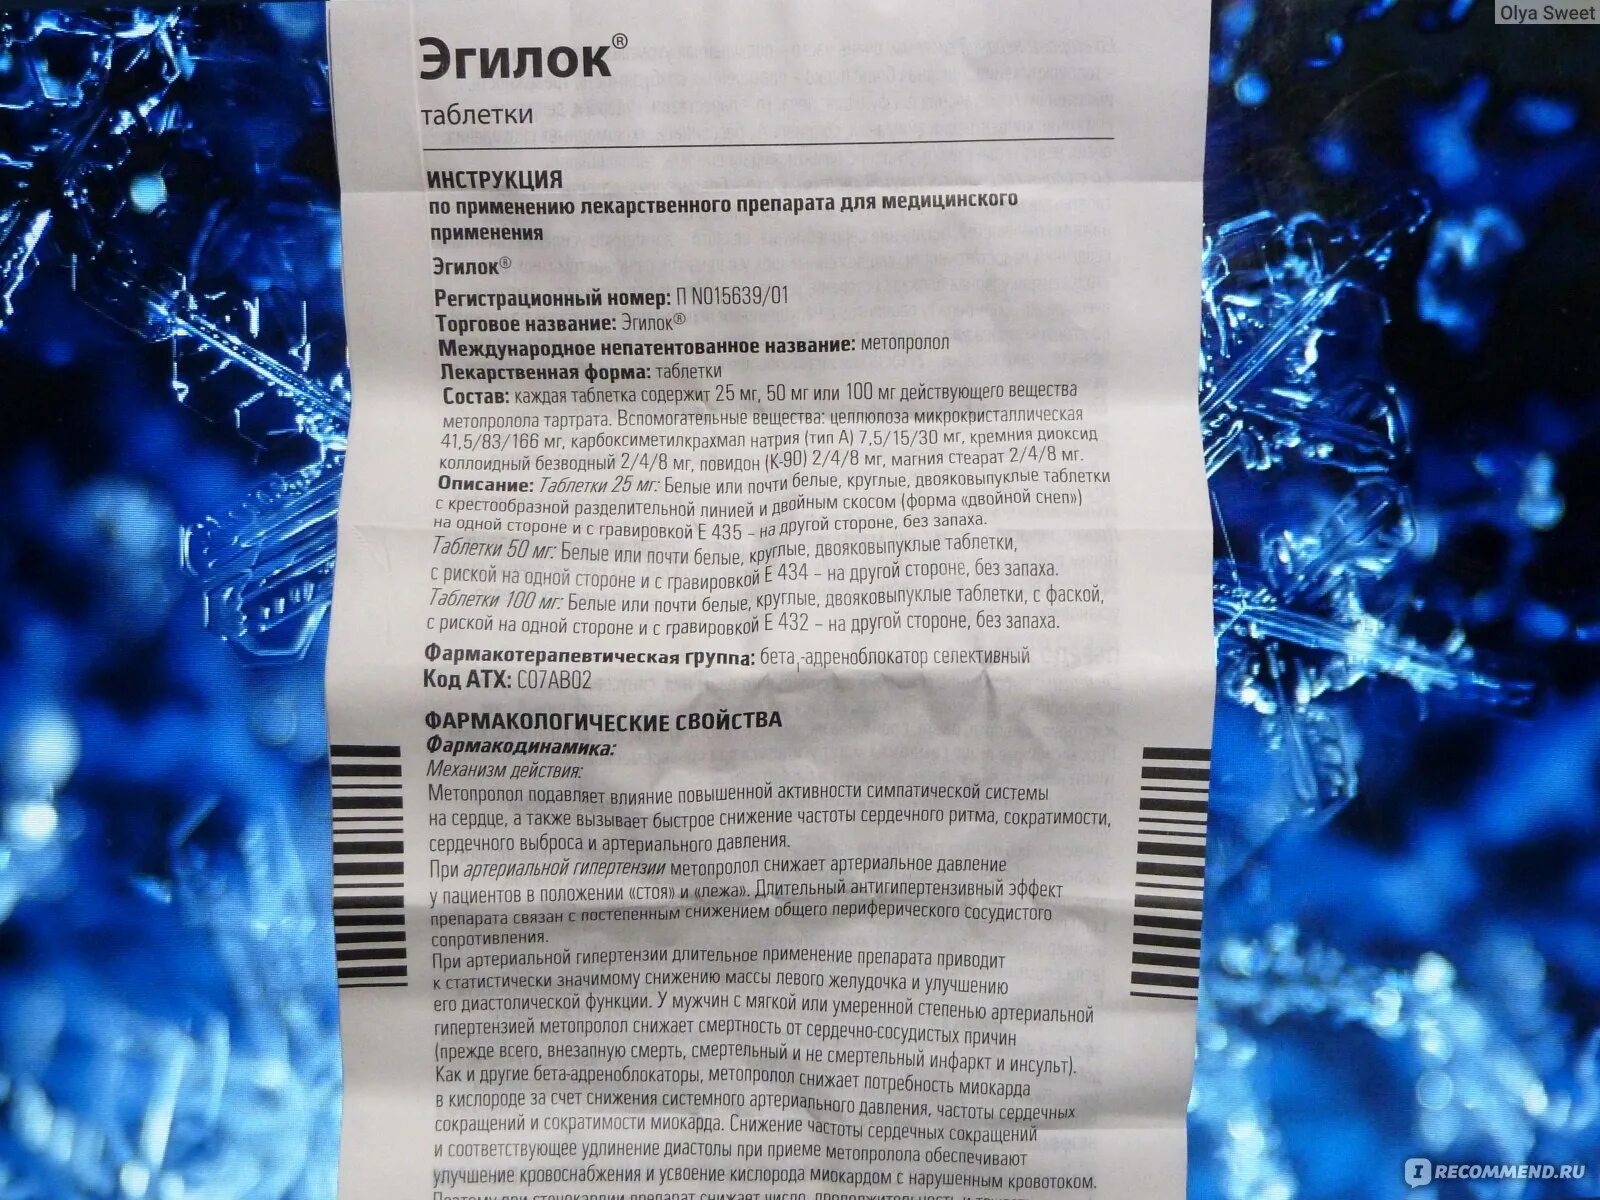 Olya Sweet
Эгилок®
таблетки
ИНСТРУКЦИЯ
по применению лекарственного препарата для медицинского
применения
Эгилок®
Регистрационный номер: П N015639/01
Торговое название: Эгилок®
Международное непатентованное название: метопролол
Лекарственная форма: таблетки
Состав: каждая таблетка содержит 25 мг, 50 мг или 100 мг действующего вещества
метопролола тартрата. Вспомогательные вещества: целлюлоза микрокристаллическая
41,5/83/166 мг, карбоксиметилкрахмал натрия (тип А) 7,5/15/30 мг, кремния диоксид
коллоидный безводный 2/4/8 мг, повидон (К-90) 2/4/8 мг, магния стеарат 2/4/8 мг.
Описание: Таблетки 25 мг: Белые или почти белые, круглые, двояковыпуклые таблетки
с крестообразной разделительной линией и двойным скосом (форма «двойной снеп»)
на одной стороне и с гравировкой Е 435 – на другой стороне, без запаха.
Таблетки 50 мг: Белые или почти белые, круглые, двояковыпуклые таблетки,
с риской на одной стороне и с гравировкой Е 434 – на другой стороне, без запаха.
Таблетки 100 мг: Белые или почти белые, круглые, двояковыпуклые таблетки, с фаской,
с риской на одной стороне и с гравировкой Е 432 – на другой стороне, без запаха.
Фармакотерапевтическая группа: бета₁-адреноблокатор селективный
Код АТХ: С07АВ02
ФАРМАКОЛОГИЧЕСКИЕ СВОЙСТВА
Фармакодинамика:
Механизм действия:
Метопролол подавляет влияние повышенной активности симпатической системы
на сердце, а также вызывает быстрое снижение частоты сердечного ритма, сократимости,
сердечного выброса и артериального давления.
При артериальной гипертензии метопролол снижает артериальное давление
у пациентов в положении «стоя» и «лежа». Длительный антигипертензивный эффект
препарата связан с постепенным снижением общего периферического сосудистого
сопротивления.
При артериальной гипертензии длительное применение препарата приводит
к статистически значимому снижению массы левого желудочка и улучшению
его диастолической функции. У мужчин с мягкой или умеренной степенью артериальной
гипертензией метопролол снижает смертность от сердечно-сосудистых причин
(прежде всего, внезапную смерть, смертельный и не смертельный инфаркт и инсульт).
Как и другие бета-адреноблокаторы, метопролол снижает потребность миокарда
в кислороде за счет снижения системного артериального давления, частоты сердечных
сокращений и сократимости миокарда. Снижение частоты сердечных сокращений
и соответствующее удлинение диастолы при приеме метопролола обеспечивают
улучшение кровоснабжения и усвоение кислорода миокардом с нарушенным кровотоком.
Поэтому при стенокардии препарат снижает число, продолжительность и
I RECOMMEND.RU